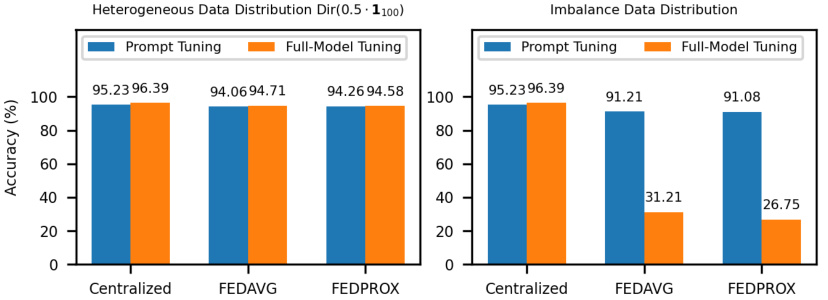 Heterogeneous Data Distribution Dir(0.5 · 𝟏₁₀₀)
Prompt Tuning Full-Model Tuning
95.23 96.39 94.06 94.71 94.26 94.58
Accuracy (%)
100
80
60
40
20
0
Centralized FEDAVG FEDPROX
Imbalance Data Distribution
Prompt Tuning Full-Model Tuning
95.23 96.39 91.21 91.08
31.21 26.75
100
80
60
40
20
0
Centralized FEDAVG FEDPROX